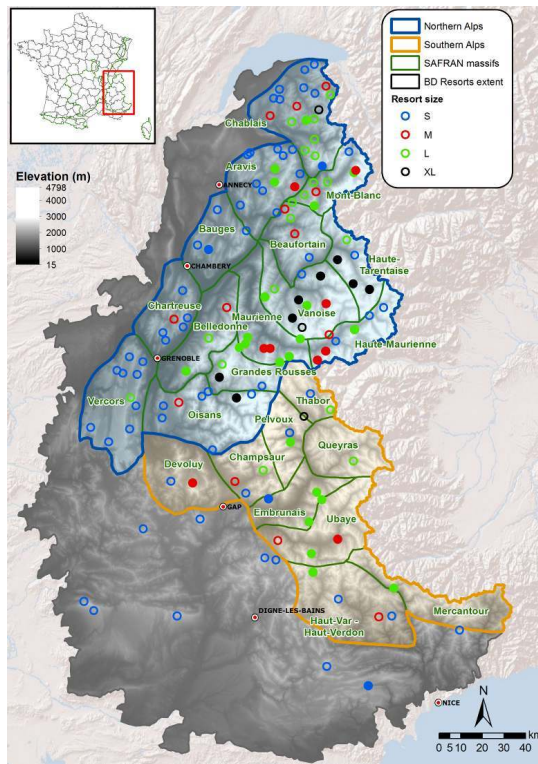 Northern Alps
Southern Alps
SAFRAN massifs
BD Resorts extent
Resort size
S
M
L
XL
Elevation (m)
4798
4000
3000
2000
1000
15
Chablais
Aravis
ANNECY
Mont-Blanc
Bauges
Beaufortain
CHAMBERY
Haute-
Tarentaise
Chartreuse
Maurienne
Vanoise
Belledonne
Haute-Maurienne
GRENOBLE
Grandes Rousses
Vercors
Oisans
Thabor
Pelvoux
Queyras
Champsaur
Devoluy
Embrunais
GAP
Ubaye
DIGNE-LES-BAINS
Mercantour
Haut-Var -
Haut-Verdon
NICE
N
0 5 10 20 30 40
km